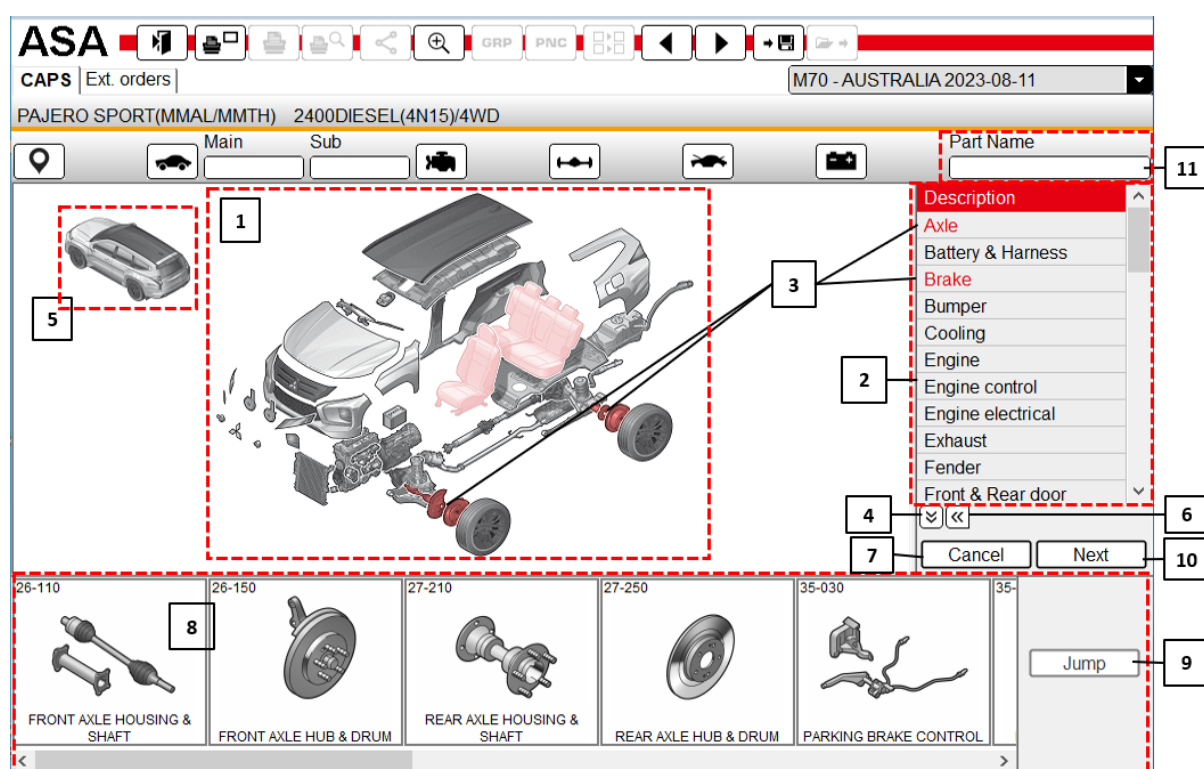 ASA
GRP
PNC
CAPS
Ext. orders
M70 - AUSTRALIA 2023-08-11
PAJERO SPORT(MMAL/MMTH) 2400DIESEL(4N15)/4WD
Main
Sub
Part Name
11
1
5
3
2
Description
Axle
Battery & Harness
Brake
Bumper
Cooling
Engine
Engine control
Engine electrical
Exhaust
Fender
Front & Rear door
4
6
7
Cancel
Next
10
26-110
26-150
27-210
27-250
35-030
35-
8
FRONT AXLE HOUSING &
SHAFT
FRONT AXLE HUB & DRUM
REAR AXLE HOUSING &
SHAFT
REAR AXLE HUB & DRUM
PARKING BRAKE CONTROL
Jump
9